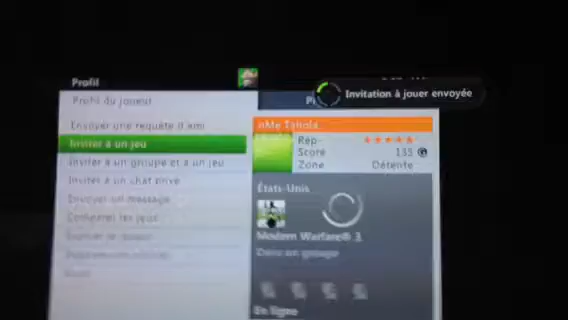 Profil
Invitation à jouer envoyée
Profil du joueur
Envoyer une requête d'ami
Inviter à un jeu
Inviter à un groupe et à un jeu
Inviter à un chat privé
Envoyer un message
Comparer les jeux
nMe
Rép-
Score 135 G
Zone Détente
États-Unis
Modern Warfare® 3
Dans un groupe
En ligne